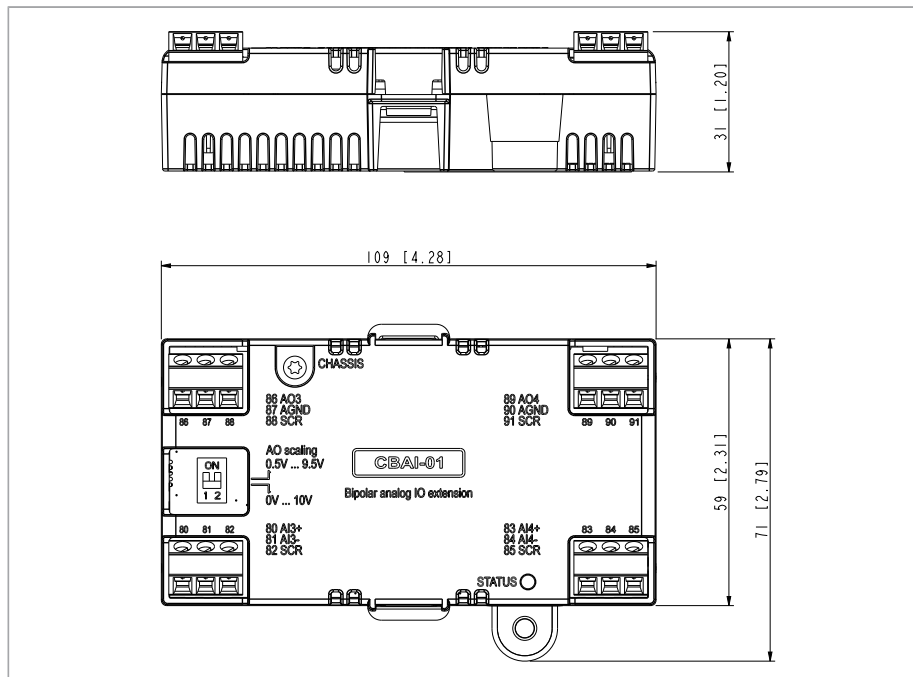 31 [1.20]
109 [4.28]
CHASSIS
86 AO3
87 AGND
88 SCR
89 AO4
90 AGND
91 SCR
86 87 88
89 90 91
AO scaling
0.5V ... 9.5V
ON
1 2
0V ... 10V
CBAI-01
Bipolar analog IO extension
59 [2.31]
71 [2.79]
80 81 82
80 AI3+
81 AI3-
82 SCR
83 AI4+
84 AI4-
85 SCR
83 84 85
STATUS